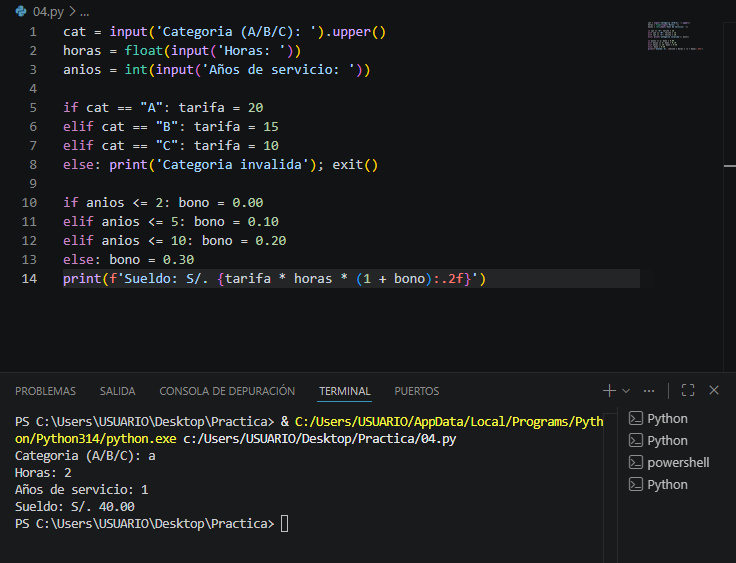 04.py > ...
1 cat = input('Categoria (A/B/C): ').upper()
2 horas = float(input('Horas: '))
3 anios = int(input('Años de servicio: '))
4
5 if cat == "A": tarifa = 20
6 elif cat == "B": tarifa = 15
7 elif cat == "C": tarifa = 10
8 else: print('Categoria invalida'); exit()
9
10 if anios <= 2: bono = 0.00
11 elif anios <= 5: bono = 0.10
12 elif anios <= 10: bono = 0.20
13 else: bono = 0.30
14 print(f'Sueldo: S/. {tarifa * horas * (1 + bono):.2f}')
PROBLEMAS SALIDA CONSOLA DE DEPURACIÓN TERMINAL PUERTOS
PS C:\Users\USUARIO\Desktop\Practica> & C:/Users/USUARIO/AppData/Local/Programs/Pyth
on/Python314/python.exe c:/Users/USUARIO/Desktop/Practica/04.py
Categoria (A/B/C): a
Horas: 2
Años de servicio: 1
Sueldo: S/. 40.00
PS C:\Users\USUARIO\Desktop\Practica>
Python
Python
powershell
Python